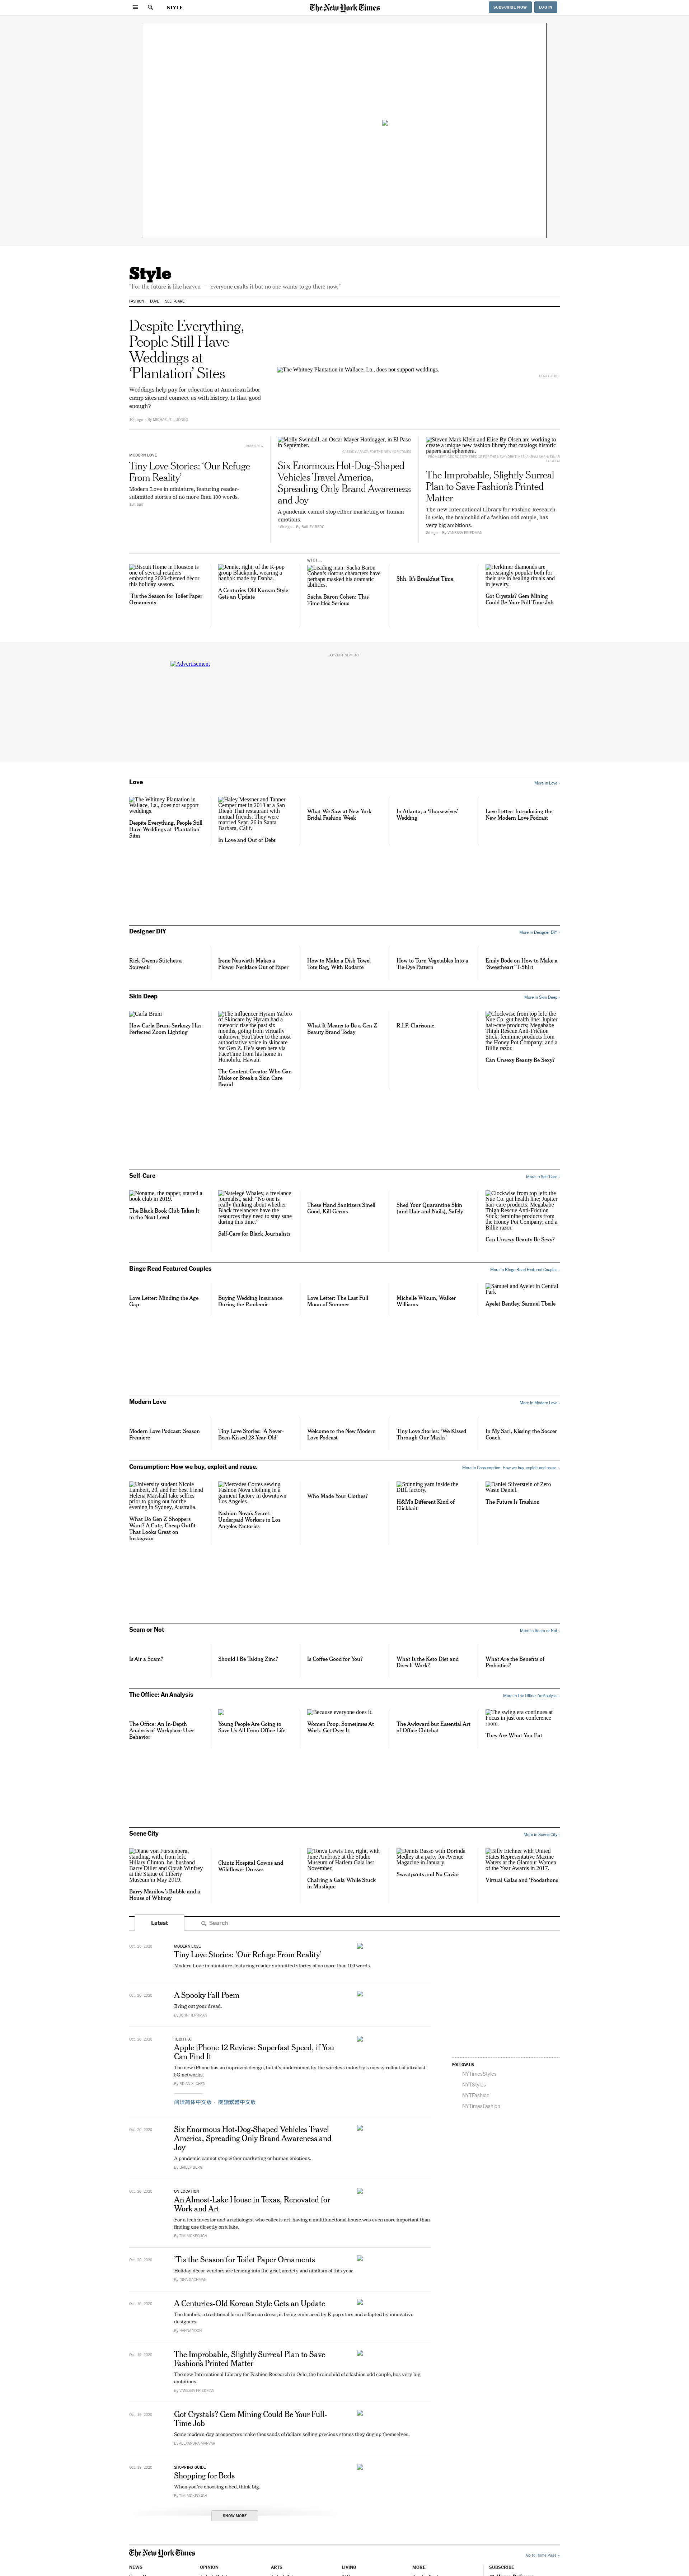 STYLE
The New York Times
SUBSCRIBE NOW
LOG IN
Style
"For the future is like heaven — everyone exalts it but no one wants to go there now."
FASHION
LOVE
SELF-CARE
Despite Everything,
People Still Have
Weddings at
‘Plantation’ Sites
Weddings help pay for education at American labor
camp sites and connect us with history. Is that good
enough?
By MICHAEL T. LUONGO
The Whitney Plantation in Wallace, La., does not support weddings.
MODERN LOVE
Tiny Love Stories: ‘Our Refuge
From Reality’
Modern Love in miniature, featuring reader-
submitted stories of no more than 100 words.
Molly Swindall, an Oscar Mayer Hotdogger, in El Paso
in September.
Six Enormous Hot-Dog-Shaped
Vehicles Travel America,
Spreading Only Brand Awareness
and Joy
A pandemic cannot stop either marketing or human
emotions.
By BAILEY BERG
Steven Mark Klein and Elise By Olsen are working to
create a new fashion library that catalogs historic
papers and ephemera.
The Improbable, Slightly Surreal
Plan to Save Fashion’s Printed
Matter
The new International Library for Fashion Research
in Oslo, the brainchild of a fashion odd couple, has
very big ambitions.
By VANESSA FRIEDMAN
Biscuit Home in Houston is
one of several retailers
embracing 2020-themed décor
this holiday season.
’Tis the Season for Toilet Paper
Ornaments
Jennie, right, of the K-pop
group Blackpink, wearing a
hanbok made by Danha.
A Centuries-Old Korean Style
Gets an Update
WITH ...
Leading man: Sacha Baron
Cohen’s riotous characters have
perhaps masked his dramatic
abilities.
Sacha Baron Cohen: This
Time He’s Serious
Shh. It’s Breakfast Time.
Herkimer diamonds are
increasingly popular both for
their use in healing rituals and
in jewelry.
Got Crystals? Gem Mining
Could Be Your Full-Time Job
ADVERTISEMENT
Advertisement
Love
More in Love ›
The Whitney Plantation in
Wallace, La., does not support
weddings.
Despite Everything, People Still
Have Weddings at ‘Plantation’
Sites
Haley Messner and Tanner
Compet met in 2013 at a San
Diego Thai restaurant with
mutual friends. They were
married Sept. 26 in Santa
Barbara, Calif.
In Love and Out of Debt
What We Saw at New York
Bridal Fashion Week
In Atlanta, a ‘Housewives’
Wedding
Love Letter: Introducing the
New Modern Love Podcast
Designer DIY
More in Designer DIY ›
Rick Owens Stitches a
Souvenir
Irene Neuwirth Makes a
Flower Necklace Out of Paper
How to Make a Dish Towel
Tote Bag, With Rodarte
How to Turn Vegetables Into a
Tie-Dye Pattern
Emily Bode on How to Make a
‘Sweetheart’ T-Shirt
Skin Deep
More in Skin Deep ›
Carla Bruni
How Carla Bruni-Sarkozy Has
Perfected Zoom Lighting
The influencer Hyram Yarbro
of Skincare by Hyram had a
meteoric rise the past six
months, going from virtually
unknown YouTuber to the most
authoritative voice in skincare
for Gen Z. He’s seen here via
FaceTime from his home in
Honolulu, Hawaii.
The Content Creator Who Can
Make or Break a Skin Care
Brand
What It Means to Be a Gen Z
Beauty Brand Today
R.I.P. Clarisonic
Clockwise from top left: the
Nue Co. gut health line; Jupiter
hair-care products; Megababe
Thigh Rescue Anti-Friction
Stick; feminine products from
the Honey Pot Company; and a
Billie razor.
Can Unsexy Beauty Be Sexy?
Self-Care
More in Self-Care ›
Noname, the rapper, started a
book club in 2019.
The Black Book Club Takes It
to the Next Level
Natelegé Whaley, a freelance
journalist, said: “No one is
really thinking about whether
Black freelancers have the
resources they need to stay sane
during this time.”
Self-Care for Black Journalists
These Hand Sanitizers Smell
Good, Kill Germs
Shed Your Quarantine Skin
(and Hair and Nails), Safely
Clockwise from top left: the
Nue Co. gut health line; Jupiter
hair-care products; Megababe
Thigh Rescue Anti-Friction
Stick; feminine products from
the Honey Pot Company; and a
Billie razor.
Can Unsexy Beauty Be Sexy?
Binge Read Featured Couples
More in Binge Read Featured Couples ›
Love Letter: Minding the Age
Gap
Buying Wedding Insurance
During the Pandemic
Love Letter: The Last Full
Moon of Summer
Michelle Wikum, Walker
Williams
Samuel and Ayelet in Central
Park
Ayelet Bentley, Samuel Tbeile
Modern Love
More in Modern Love ›
Modern Love Podcast: Season
Premiere
Tiny Love Stories: ‘A Never-
Been-Kissed 23-Year-Old’
Welcome to the New Modern
Love Podcast
Tiny Love Stories: ‘We Kissed
Through Our Masks’
In My Sari, Kissing the Soccer
Coach
Consumption: How we buy, exploit and reuse.
More in Consumption: How we buy, exploit and reuse. ›
University student Nicole
Lambert, 20, and her best friend
Helena Marshall take selfies
prior to going out for the
evening in Sydney, Australia.
What Do Gen Z Shoppers
Want? A Cute, Cheap Outfit
That Looks Great on
Instagram
Mercedes Cortes sewing
Fashion Nova clothing in a
garment factory in downtown
Los Angeles.
Fashion Nova’s Secret:
Underpaid Workers in Los
Angeles Factories
Who Made Your Clothes?
Spinning yarn inside the
DBL factory.
H&M’s Different Kind of
Clickbait
Daniel Silverstein of Zero
Waste Daniel.
The Future Is Trashion
Scam or Not
More in Scam or Not ›
Is Air a Scam?
Should I Be Taking Zinc?
Is Coffee Good for You?
What Is the Keto Diet and
Does It Work?
What Are the Benefits of
Probiotics?
The Office: An Analysis
More in The Office: An Analysis ›
The Office: An In-Depth
Analysis of Workplace User
Behavior
Young People Are Going to
Save Us All From Office Life
Because everyone does it.
Women Poop. Sometimes At
Work. Get Over It.
The Awkward but Essential Art
of Office Chitchat
The swing era continues at
Focus in just one conference
room.
They Are What You Eat
Scene City
More in Scene City ›
Diane von Furstenberg,
standing, with, from left,
Hillary Clinton, her husband
Barry Diller and Oprah Winfrey
at the Statue of Liberty
Museum in May 2019.
Barry Manilow’s Bubble and a
House of Whimsy
Chintz Hospital Gowns and
Wildflower Dresses
Tonya Lewis Lee, right, with
June Ambrose at the Studio
Museum of Harlem Gala last
November.
Chairing a Gala While Stuck
in Mustique
Dennis Basso with Dorinda
Medley at a party for Avenue
Magazine in January.
Sweatpants and No Caviar
Billy Eichner with United
States Representative Maxine
Waters at the Glamour Women
of the Year Awards in 2017.
Virtual Galas and ‘Foodathons’
Latest
Search
Oct. 20, 2020
MODERN LOVE
Tiny Love Stories: ‘Our Refuge From Reality’
Modern Love in miniature, featuring reader-submitted stories of no more than 100 words.
Oct. 20, 2020
A Spooky Fall Poem
Bring out your dread.
Oct. 20, 2020
TECH FIX
Apple iPhone 12 Review: Superfast Speed, if You
Can Find It
The new iPhone has an improved design, but it’s undermined by the wireless industry’s messy rollout of ultrafast
5G networks.
By BRIAN X. CHEN
阅读简体中文版 • 閱讀繁體中文版
Oct. 20, 2020
Six Enormous Hot-Dog-Shaped Vehicles Travel
America, Spreading Only Brand Awareness and
Joy
A pandemic cannot stop either marketing or human emotions.
By BAILEY BERG
Oct. 20, 2020
ON LOCATION
An Almost-Lake House in Texas, Renovated for
Work and Art
For a tech investor and a radiologist who collects art, having a multifunctional house was even more important than
finding one directly on a lake.
By TIM MCKEOUGH
Oct. 20, 2020
’Tis the Season for Toilet Paper Ornaments
Holiday décor vendors are leaning into the grief, anxiety and nihilism of this year.
By GINA GACHMAN
Oct. 19, 2020
A Centuries-Old Korean Style Gets an Update
The hanbok, a traditional form of Korean dress, is being embraced by K-pop stars and adapted by innovative
designers.
Oct. 19, 2020
The Improbable, Slightly Surreal Plan to Save
Fashion’s Printed Matter
The new International Library for Fashion Research in Oslo, the brainchild of a fashion odd couple, has very big
ambitions.
By VANESSA FRIEDMAN
Oct. 19, 2020
Got Crystals? Gem Mining Could Be Your Full-
Time Job
Some modern-day prospectors make thousands of dollars selling precious stones they dug up themselves.
By ALEXANDRA MARVAR
Oct. 19, 2020
SHOPPING GUIDE
Shopping for Beds
When you’re choosing a bed, think big.
By TIM MCKEOUGH
SHOW MORE
FOLLOW US
NYTimesStyles
NYTStyles
NYTFashion
NYTimesFashion
The New York Times
Go to Home Page »
NEWS
OPINION
ARTS
LIVING
MORE
SUBSCRIBE